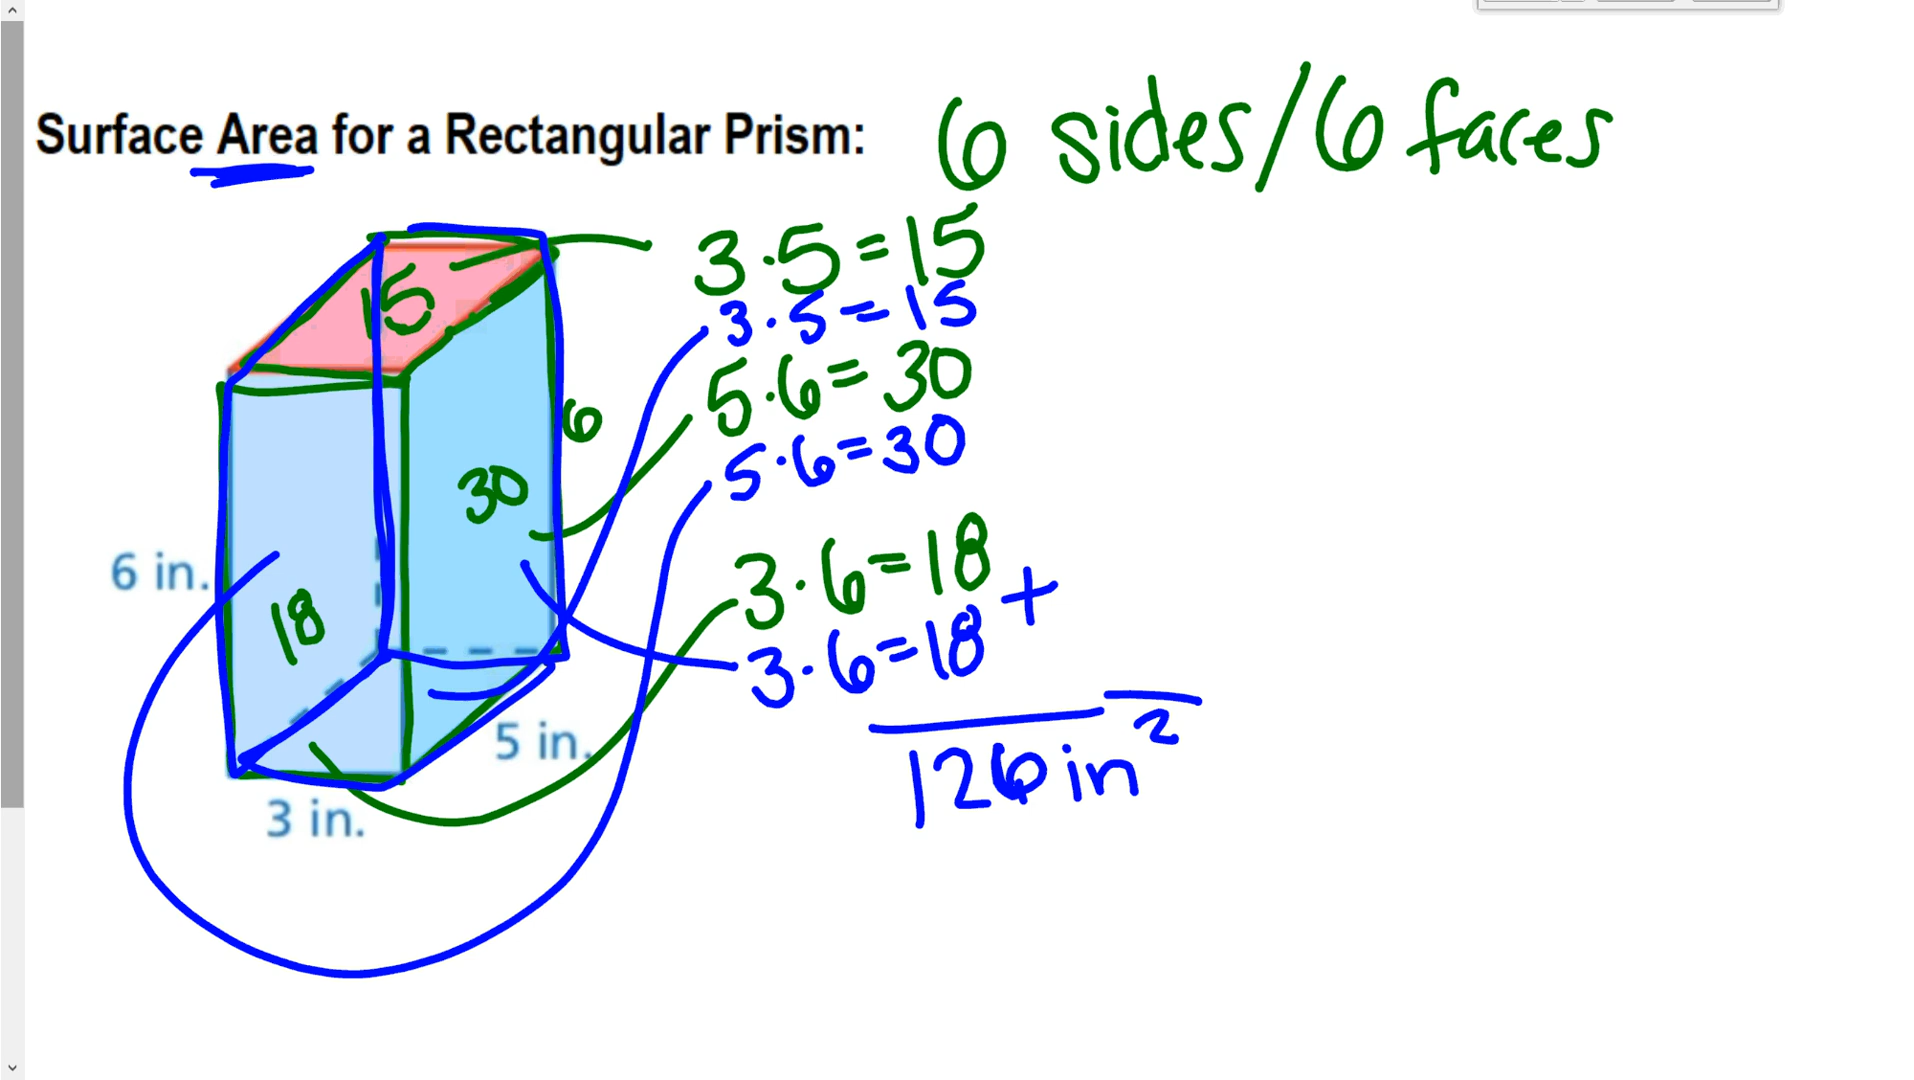 Surface Area for a Rectangular Prism: 6 sides/6 faces
3·5=15
15
3·5=15
5·6=30
6
5·6=30
30
6 in.
3·6=18 +
18
3·6=18
5 in.
126 in²
3 in.